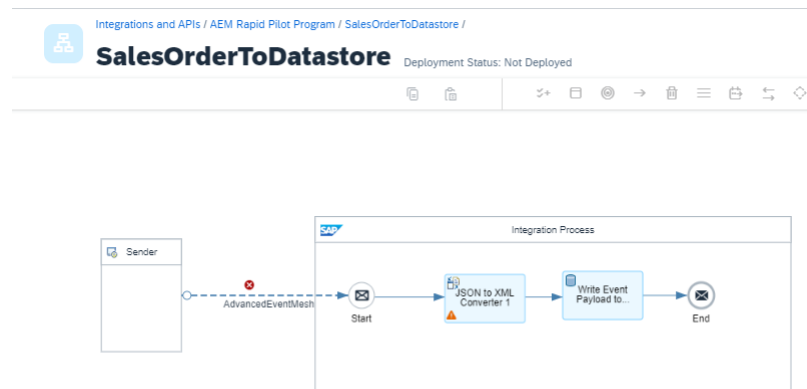 Integrations and APIs / AEM Rapid Pilot Program / SalesOrderToDatastore /
SalesOrderToDatastore
Deployment Status: Not Deployed
SAP
Integration Process
Sender
AdvancedEventMesh
Start
JSON to XML
Converter 1
Write Event
Payload to...
End